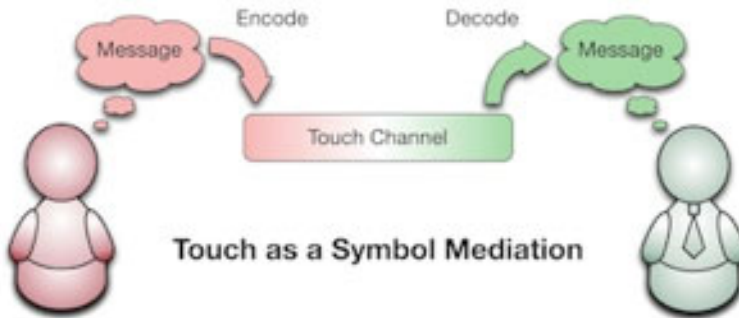 Encode
Decode
Message
Message
Touch Channel
Touch as a Symbol Mediation